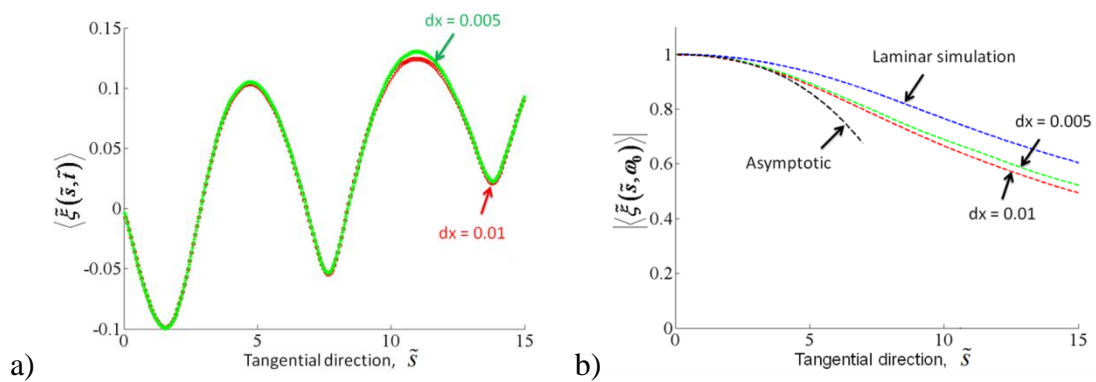 0.15
0.1
0.05
0
-0.05
-0.1
0
5
10
15
⟨ξ̃(s̃,t̃)⟩
Tangential direction, s̃
dx = 0.005
dx = 0.01
a)
1
0.8
0.6
0.4
0.2
0
0
5
10
15
|⟨ξ̃(s̃,ω₀)⟩|
Tangential direction, s̃
Laminar simulation
dx = 0.005
Asymptotic
dx = 0.01
b)